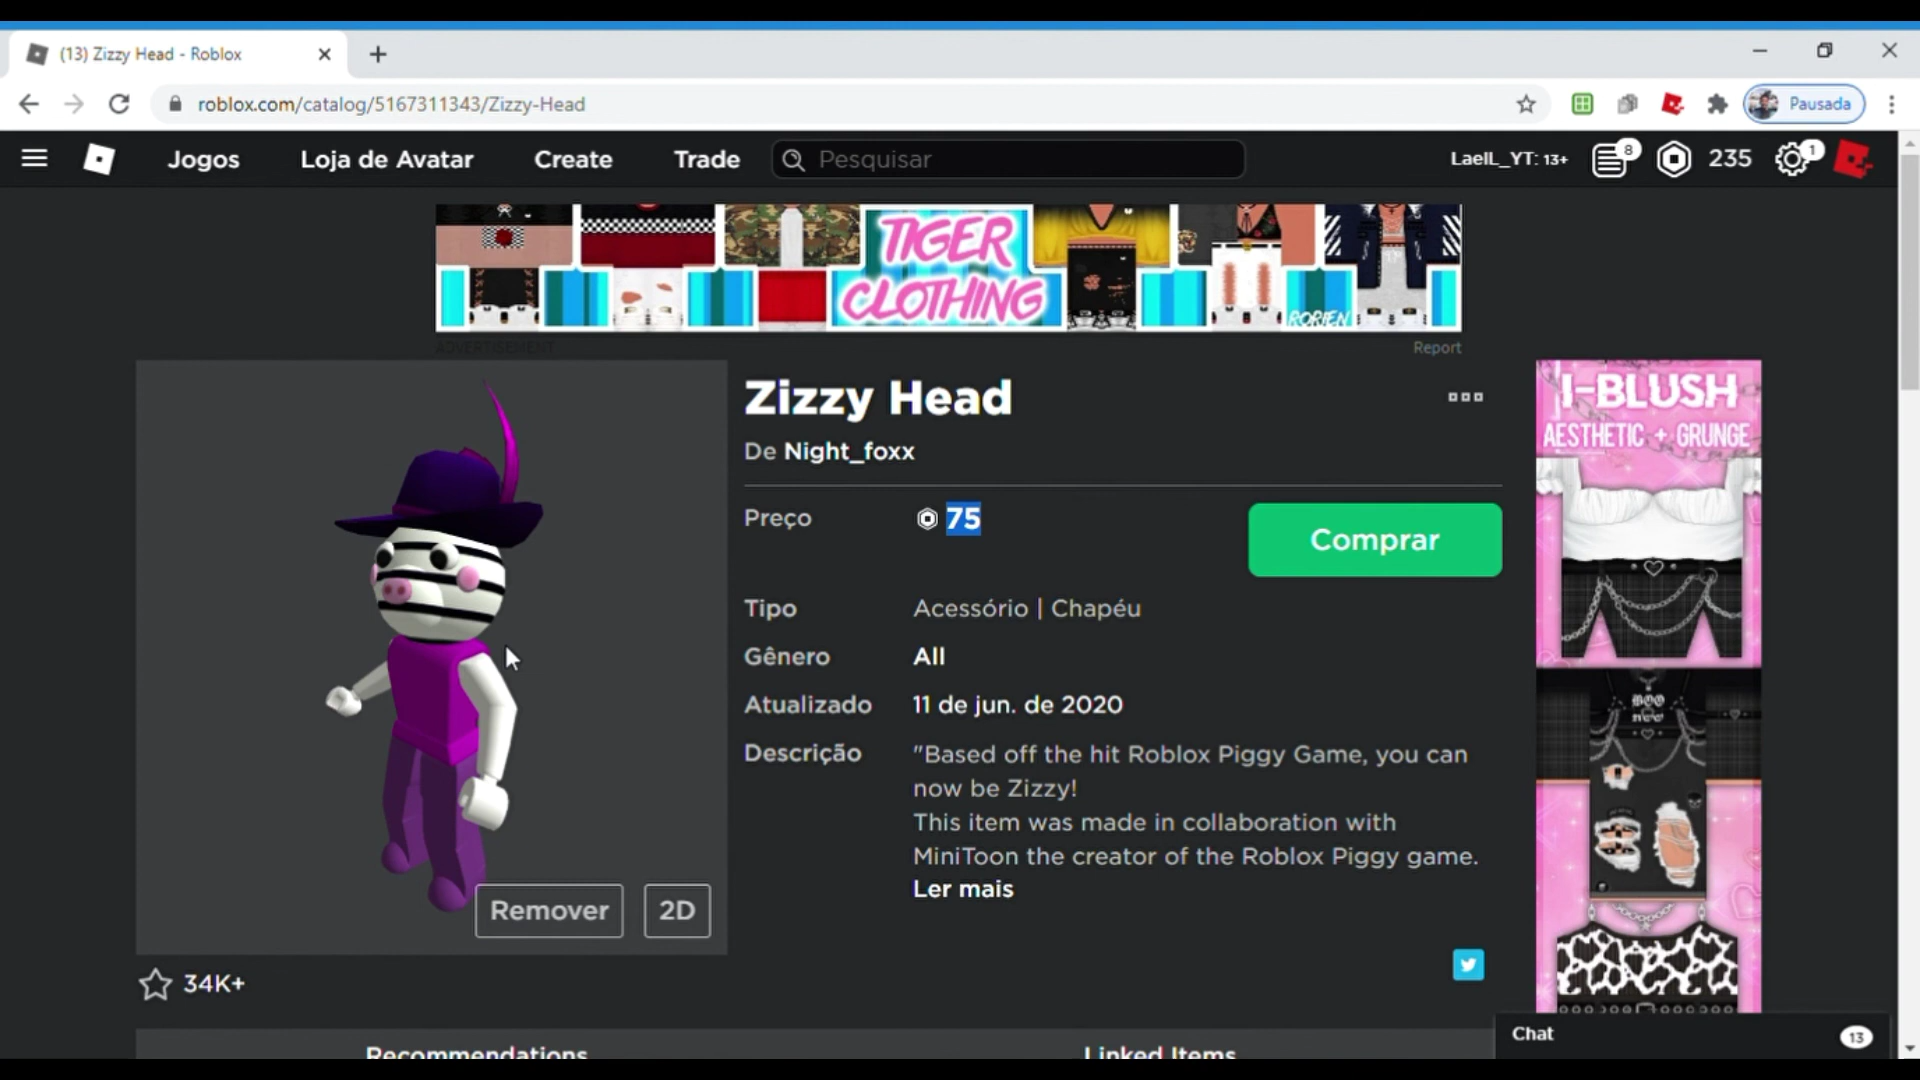 (13) Zizzy Head - Roblox
roblox.com/catalog/5167311343/Zizzy-Head
Pausada
Jogos
Loja de Avatar
Create
Trade
Pesquisar
LaelL_YT: 13+
8
235
1
TIGER
CLOTHING
RORIEN
ADVERTISEMENT
Report
Zizzy Head
De Night_foxx
Preço
75
Comprar
Tipo
Acessório | Chapéu
Gênero
All
Atualizado
11 de jun. de 2020
Descrição
"Based off the hit Roblox Piggy Game, you can
now be Zizzy!
This item was made in collaboration with
MiniToon the creator of the Roblox Piggy game.
Ler mais
Remover
2D
34K+
I-BLUSH
AESTHETIC + GRUNGE
Recommendations
Linked Items
Chat
13